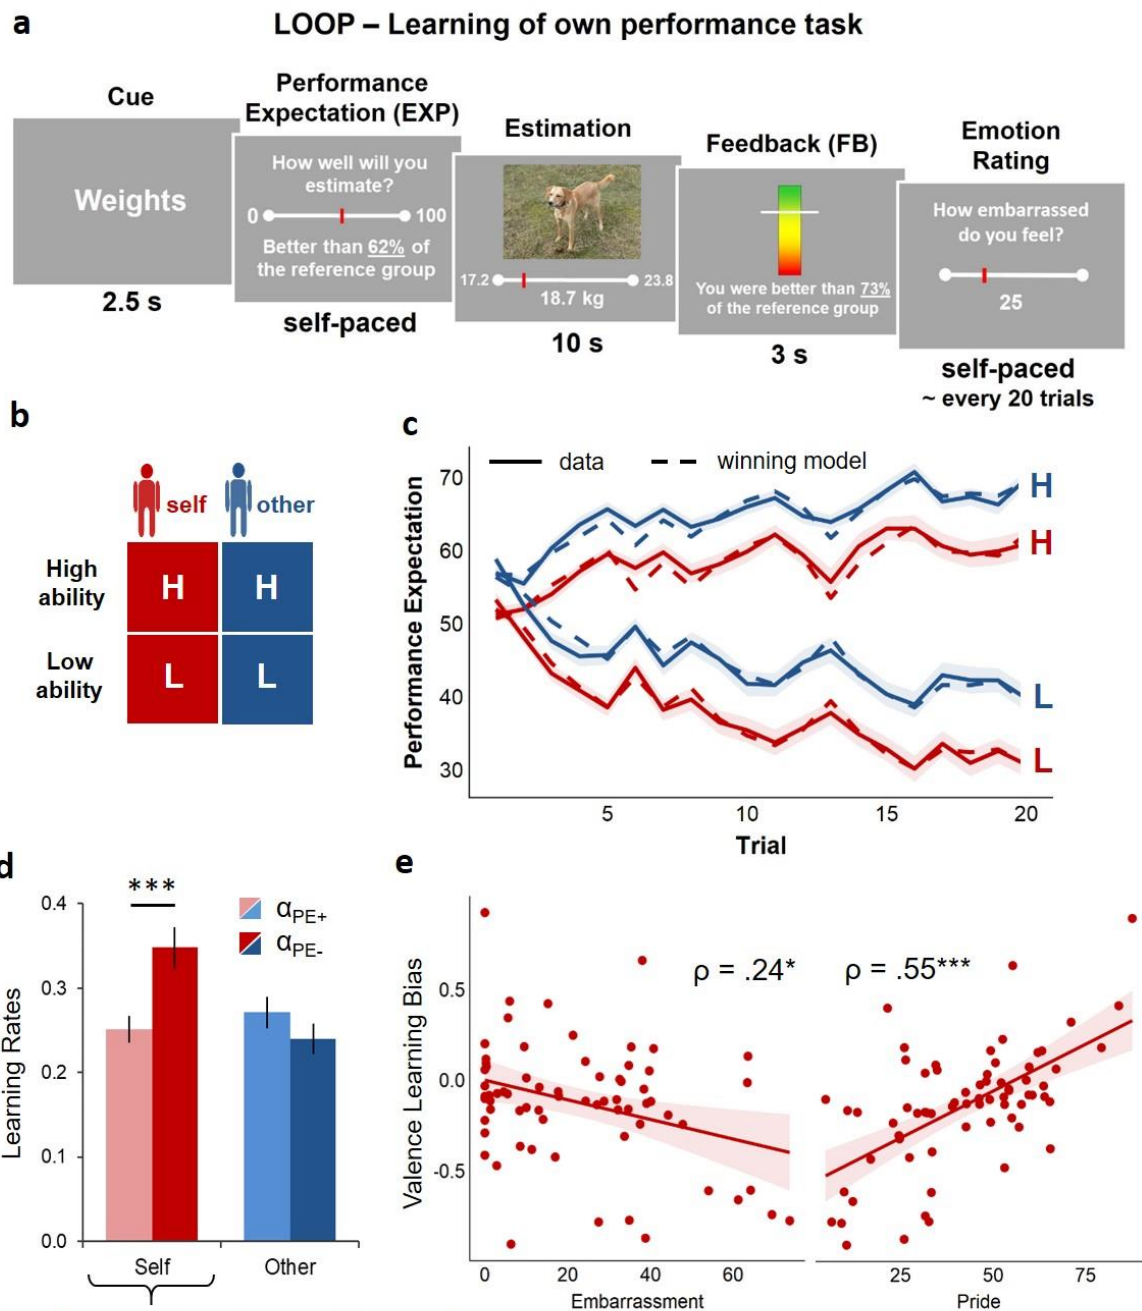 a
LOOP – Learning of own performance task
Cue
Weights
2.5 s
Performance
Expectation (EXP)
How well will you
estimate?
0 100
Better than 62% of
the reference group
self-paced
Estimation
17.2 23.8
18.7 kg
10 s
Feedback (FB)
You were better than 73%
of the reference group
3 s
Emotion
Rating
How embarrassed
do you feel?
25
self-paced
~ every 20 trials
b
self other
High
ability
H H
Low
ability
L L
c
data winning model
Performance Expectation
70
60
50
40
30
H
H
L
L
5 10 15 20
Trial
d
***
αPE+
αPE-
Learning Rates
0.4
0.3
0.2
0.1
0.0
Self Other
e
ρ = .24* ρ = .55***
Valence Learning Bias
0.5
0.0
-0.5
0 20 40 60
Embarrassment
25 50 75
Pride